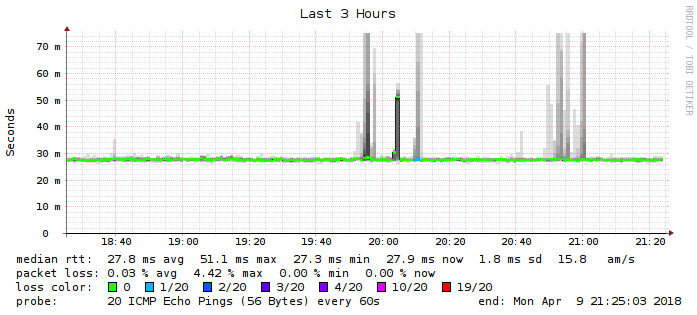 Last 3 Hours
RRDTOOL / TOBI OETIKER
Seconds
70 m
60 m
50 m
40 m
30 m
20 m
10 m
0
18:40 19:00 19:20 19:40 20:00 20:20 20:40 21:00 21:20
median rtt: 27.8 ms avg 51.1 ms max 27.3 ms min 27.9 ms now 1.8 ms sd 15.8 am/s
packet loss: 0.03 % avg 4.42 % max 0.00 % min 0.00 % now
loss color: 0 1/20 2/20 3/20 4/20 10/20 19/20
probe: 20 ICMP Echo Pings (56 Bytes) every 60s end: Mon Apr 9 21:25:03 2018